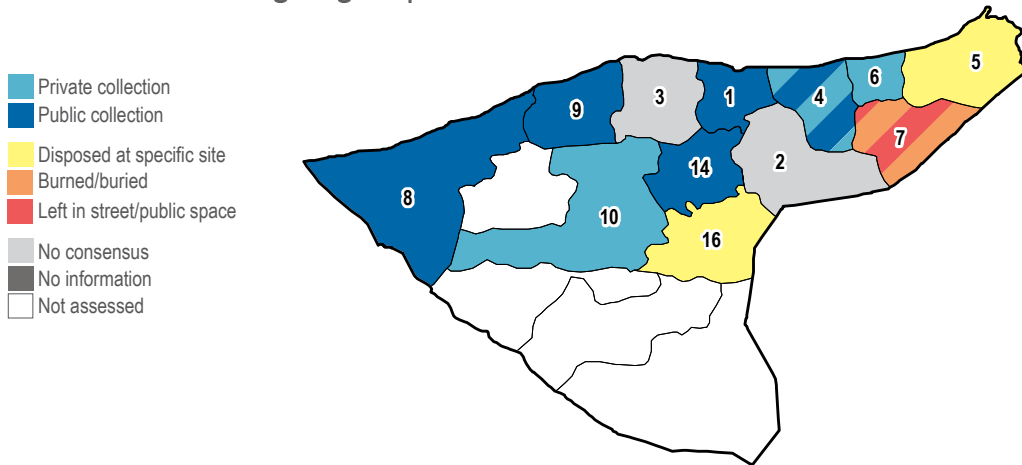 Private collection
Public collection
Disposed at specific site
Burned/buried
Left in street/public space
No consensus
No information
Not assessed
5
6
4
1
3
9
7
2
14
8
10
16